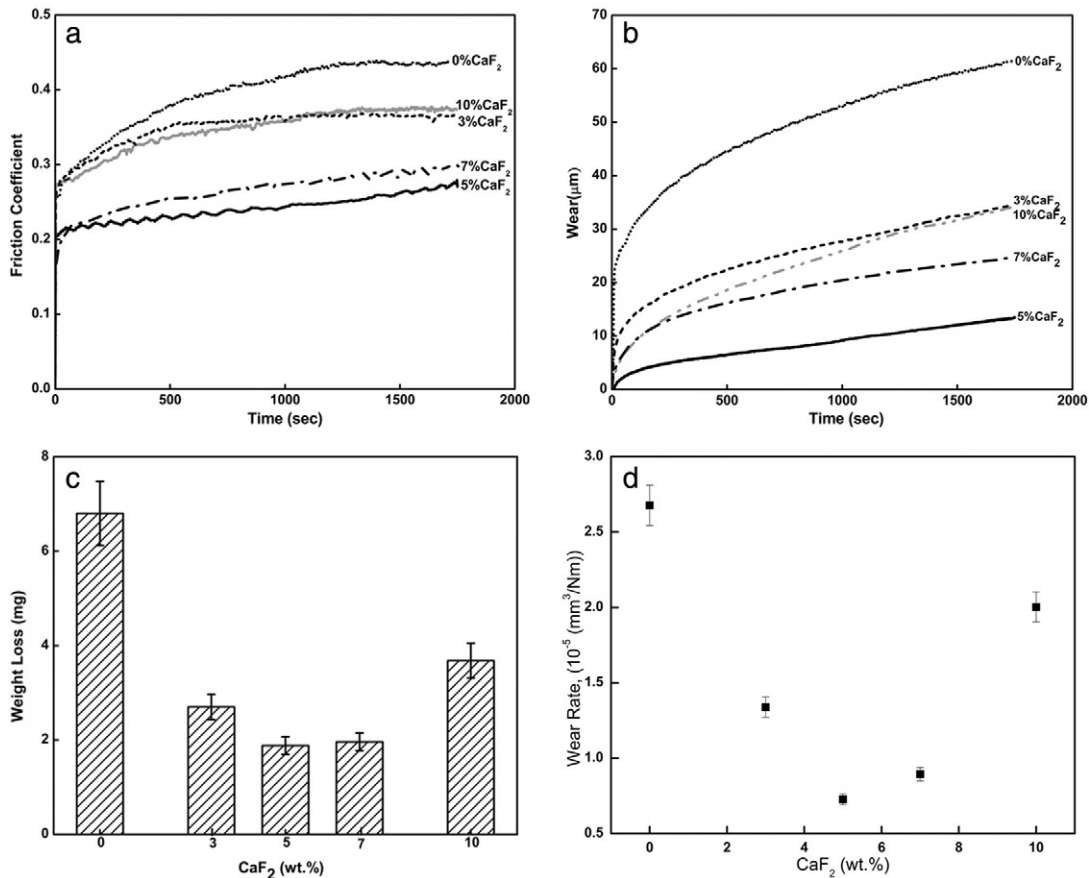 a
0.5
0.4
0.3
0.2
0.1
0.0
Friction Coefficient
0%CaF2
10%CaF2
3%CaF2
7%CaF2
5%CaF2
0
500
1000
1500
2000
Time (sec)
b
70
60
50
40
30
20
10
0
Wear(μm)
0%CaF2
3%CaF2
10%CaF2
7%CaF2
5%CaF2
0
500
1000
1500
2000
Time (sec)
c
8
6
4
2
0
Weight Loss (mg)
0
3
5
7
10
CaF2 (wt.%)
d
3.0
2.5
2.0
1.5
1.0
0.5
Wear Rate, (10-5 (mm3/Nm))
0
2
4
6
8
10
CaF2 (wt.%)